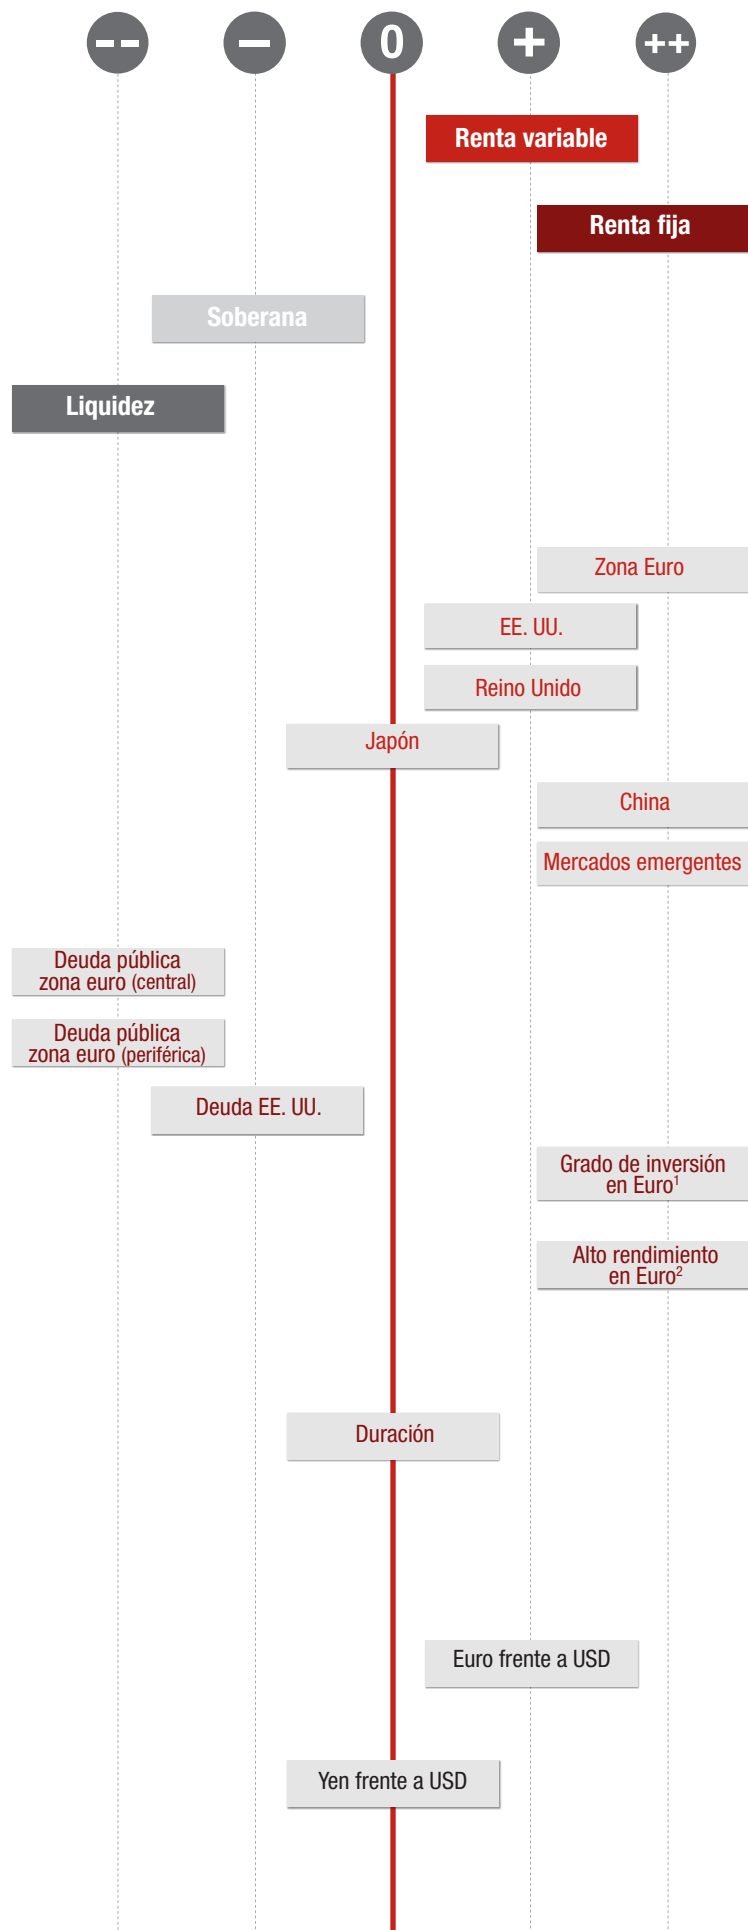 -- — 0 + ++
Renta variable
Renta fija
Soberana
Liquidez
Zona Euro
EE. UU.
Reino Unido
Japón
China
Mercados emergentes
Deuda pública
zona euro (central)
Deuda pública
zona euro (periférica)
Deuda EE. UU.
Grado de inversión
en Euro¹
Alto rendimiento
en Euro²
Duración
Euro frente a USD
Yen frente a USD